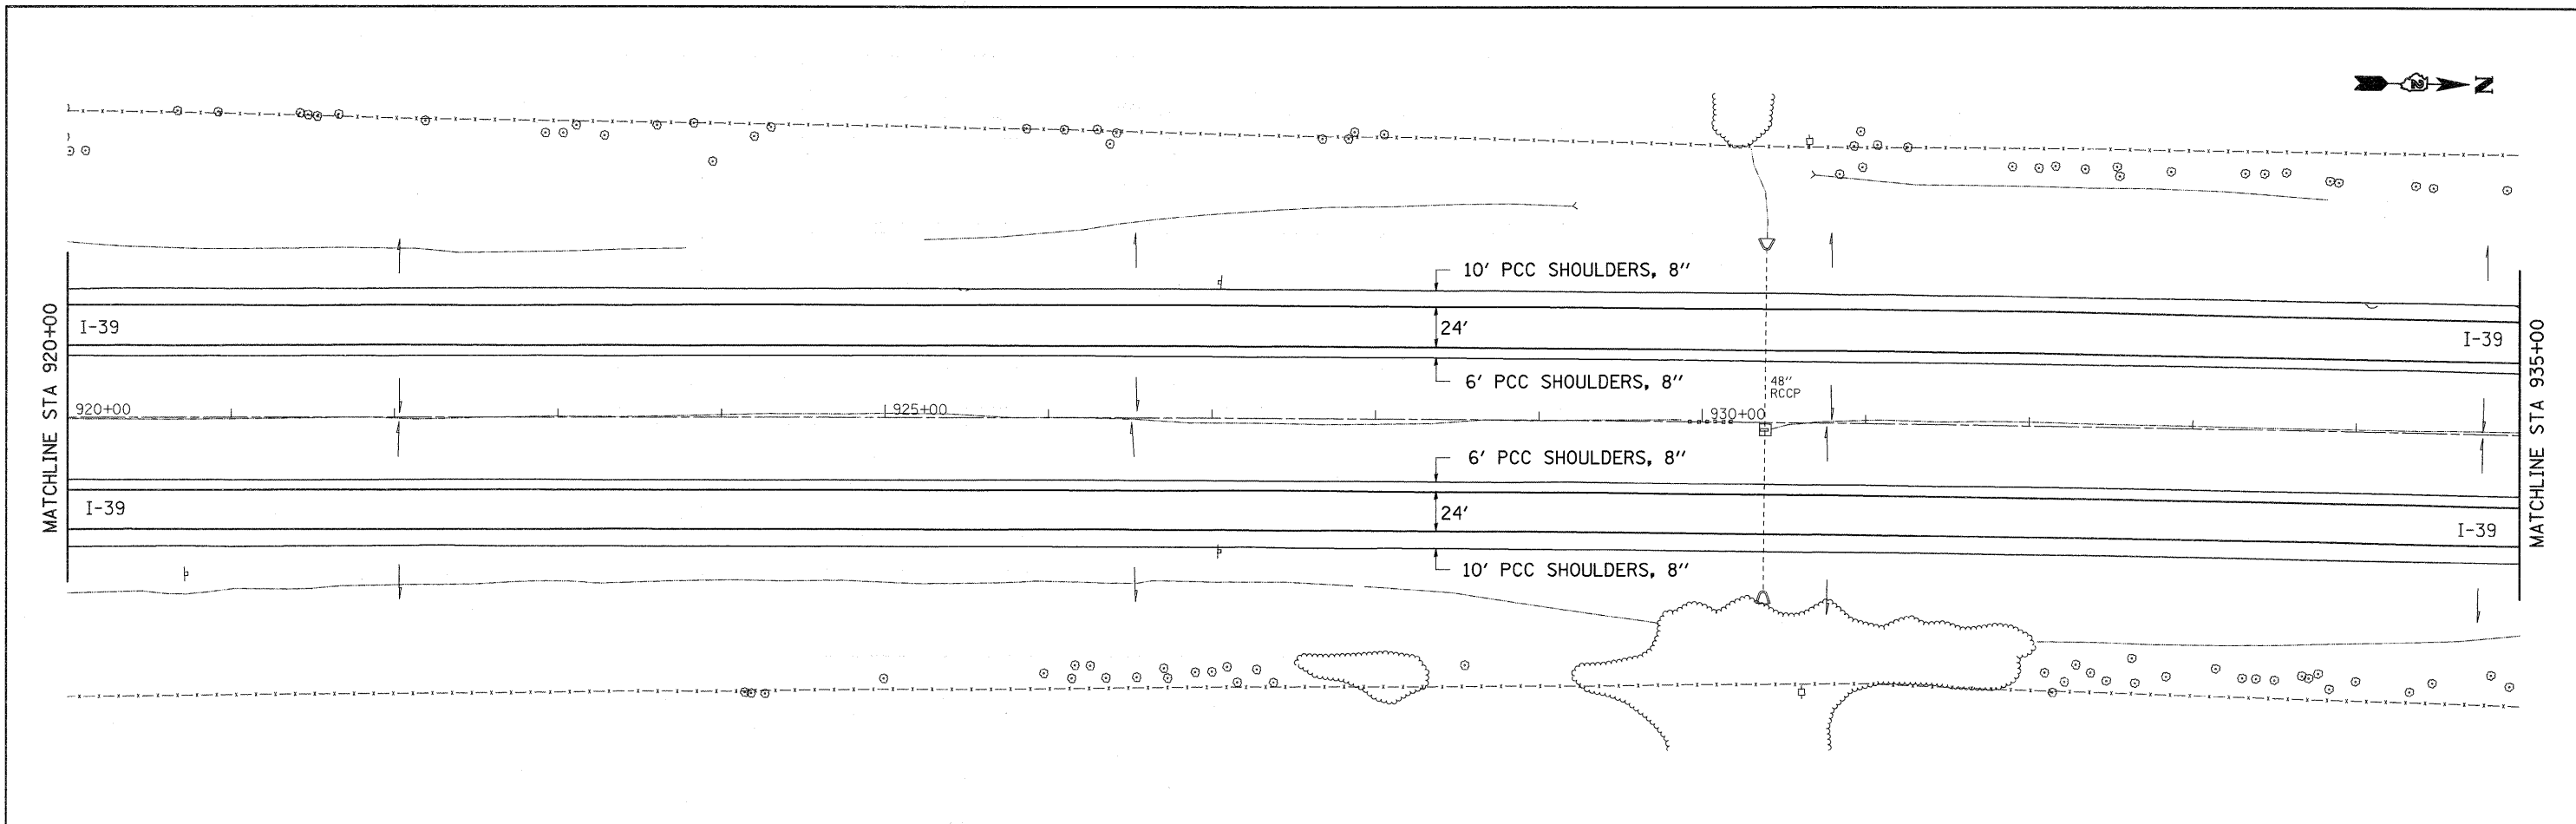 N
2
10' PCC SHOULDERS, 8"
MATCHLINE STA 920+00
I-39
24'
I-39
MATCHLINE STA 935+00
6' PCC SHOULDERS, 8"
48"
RCCP
920+00
925+00
930+00
6' PCC SHOULDERS, 8"
I-39
24'
I-39
10' PCC SHOULDERS, 8"